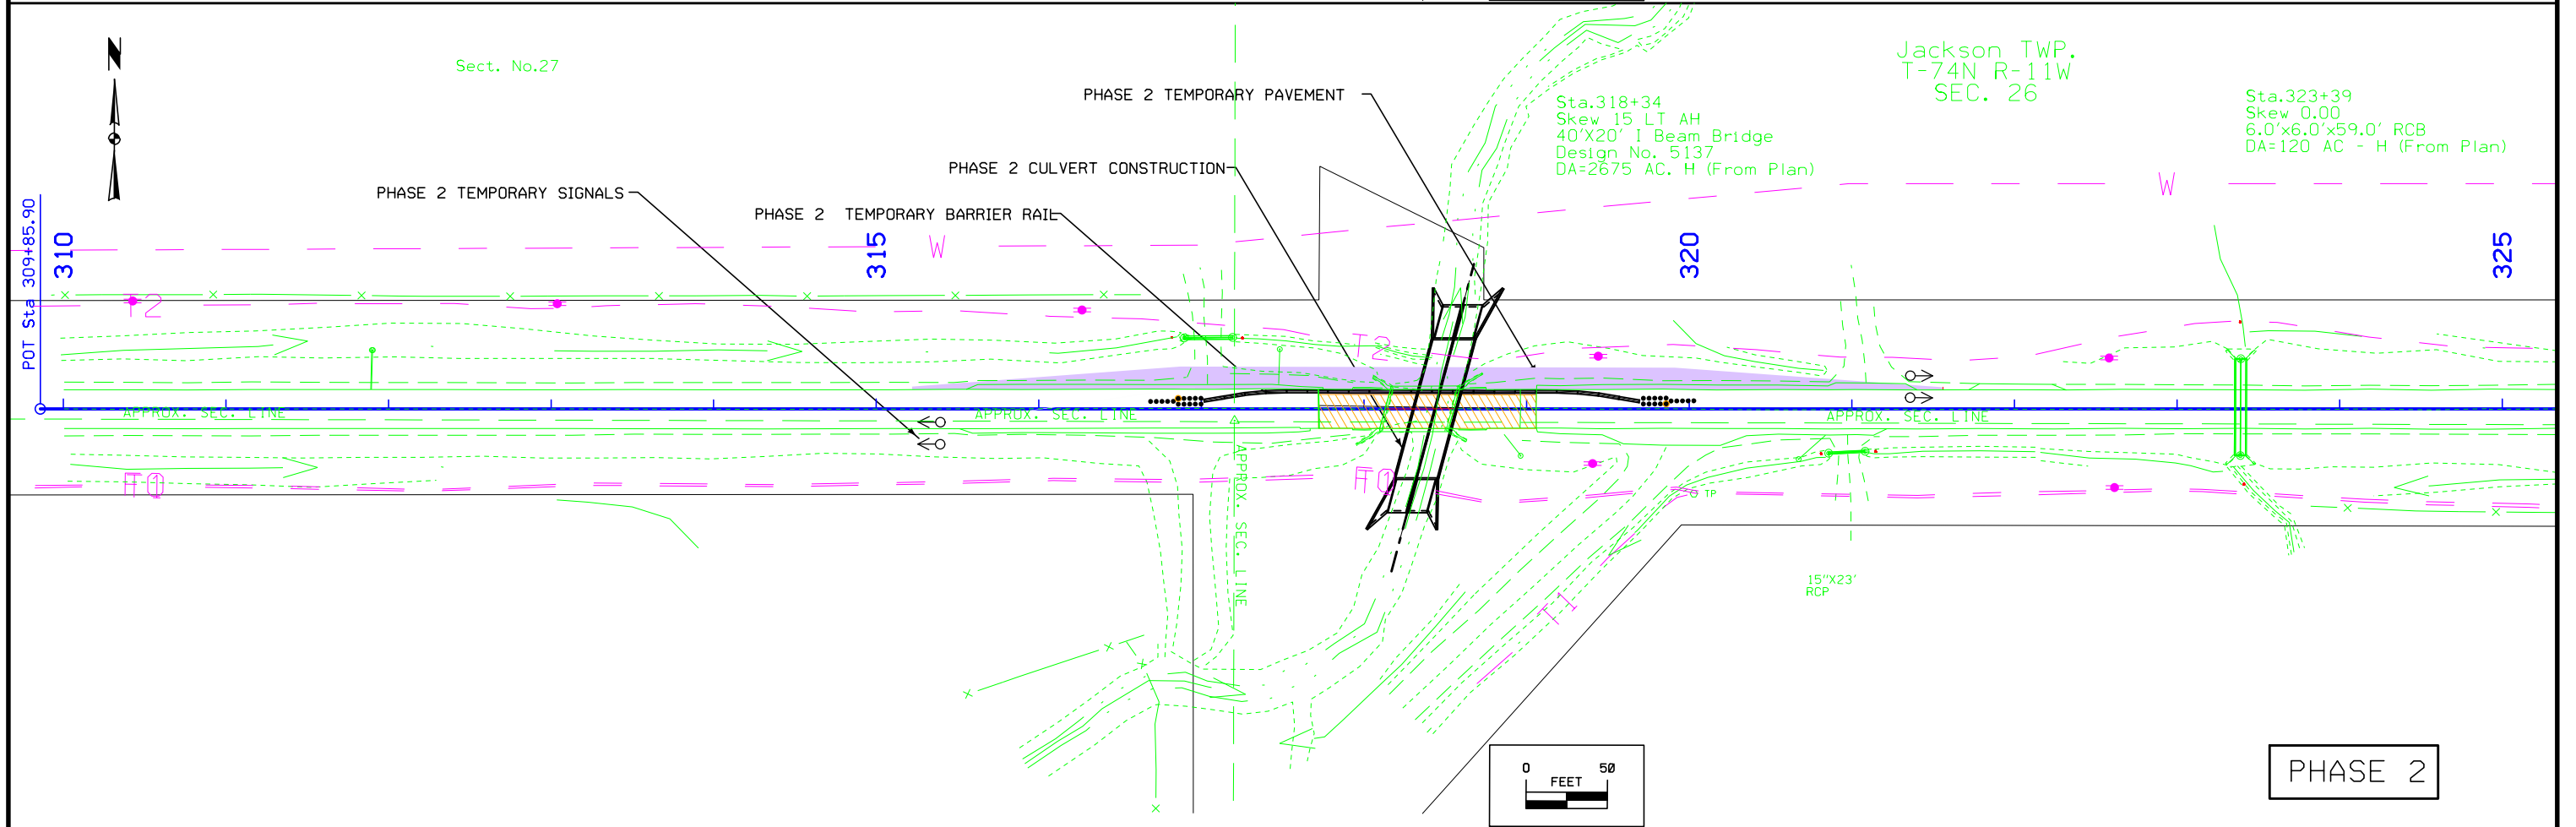 N
Sect. No.27
Jackson TWP.
T-74N R-11W
SEC. 26
PHASE 2 TEMPORARY PAVEMENT
Sta.318+34
Skew 15 LT AH
40'X20' I Beam Bridge
Design No. 5137
DA=2675 AC. H (From Plan)
Sta.323+39
Skew 0.00
6.0'x6.0'x59.0' RCB
DA=120 AC - H (From Plan)
PHASE 2 CULVERT CONSTRUCTION
PHASE 2 TEMPORARY SIGNALS
PHASE 2 TEMPORARY BARRIER RAIL
W
W
POT Sta 309+85.90
310
315
320
325
T2
T2
APPROX. SEC. LINE
APPROX. SEC. LINE
APPROX. SEC. LINE
APPROX. SEC. LINE
TP
T1
15"X23'
RCP
0 50
FEET
PHASE 2